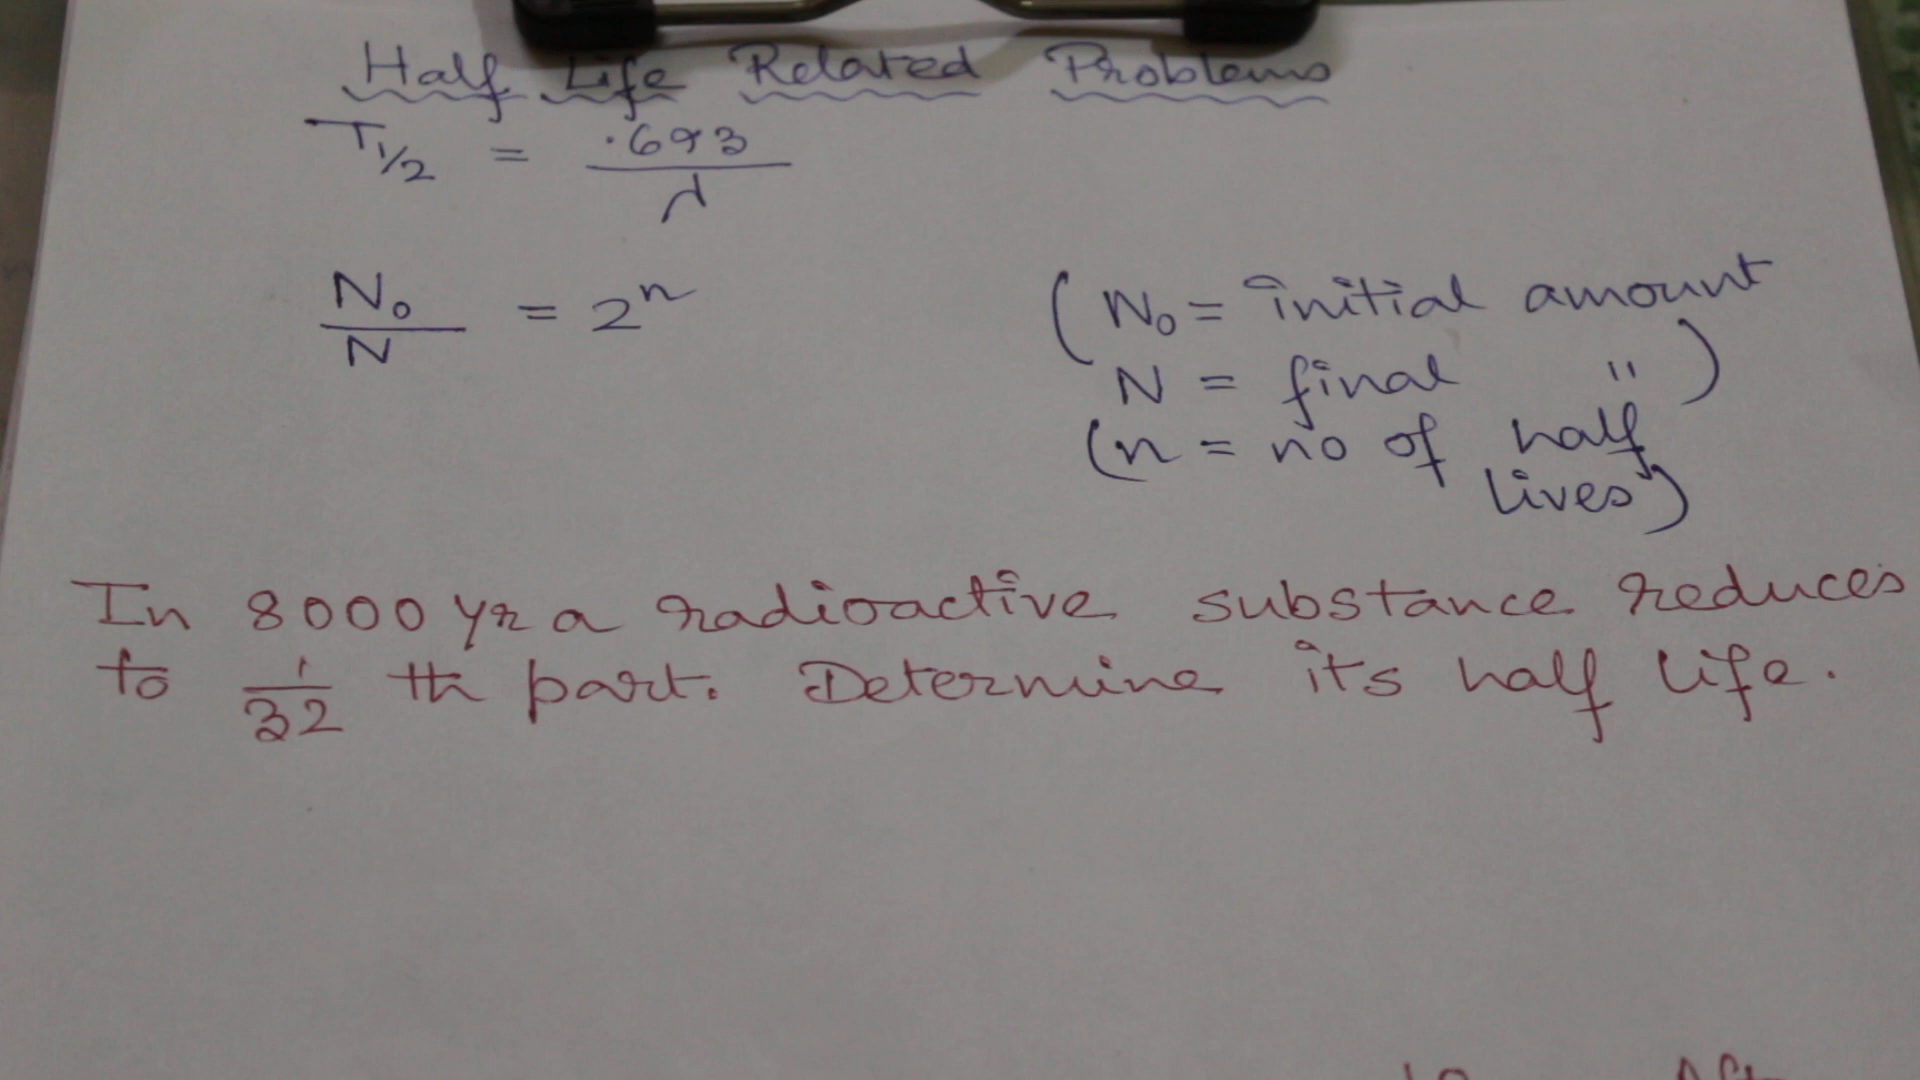 Half Life Related Problems
T1/2 = .693/λ
N₀/N = 2ⁿ
(N₀ = initial amount
N = final ")
(n = no of half
lives)
In 8000 yr a radioactive substance reduces
to 1/32 th part. Determine its half life.